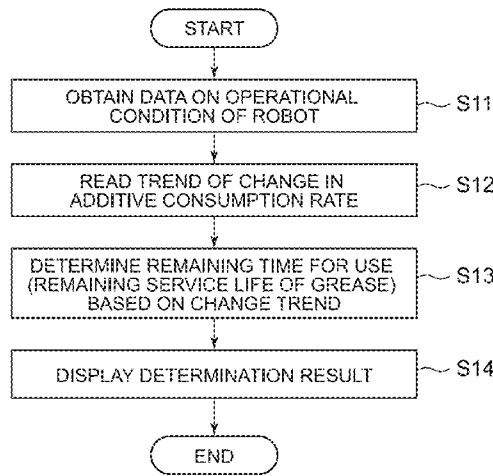 START
OBTAIN DATA ON OPERATIONAL
CONDITION OF ROBOT
S11
READ TREND OF CHANGE IN
ADDITIVE CONSUMPTION RATE
S12
DETERMINE REMAINING TIME FOR USE
(REMAINING SERVICE LIFE OF GREASE)
BASED ON CHANGE TREND
S13
DISPLAY DETERMINATION RESULT
S14
END